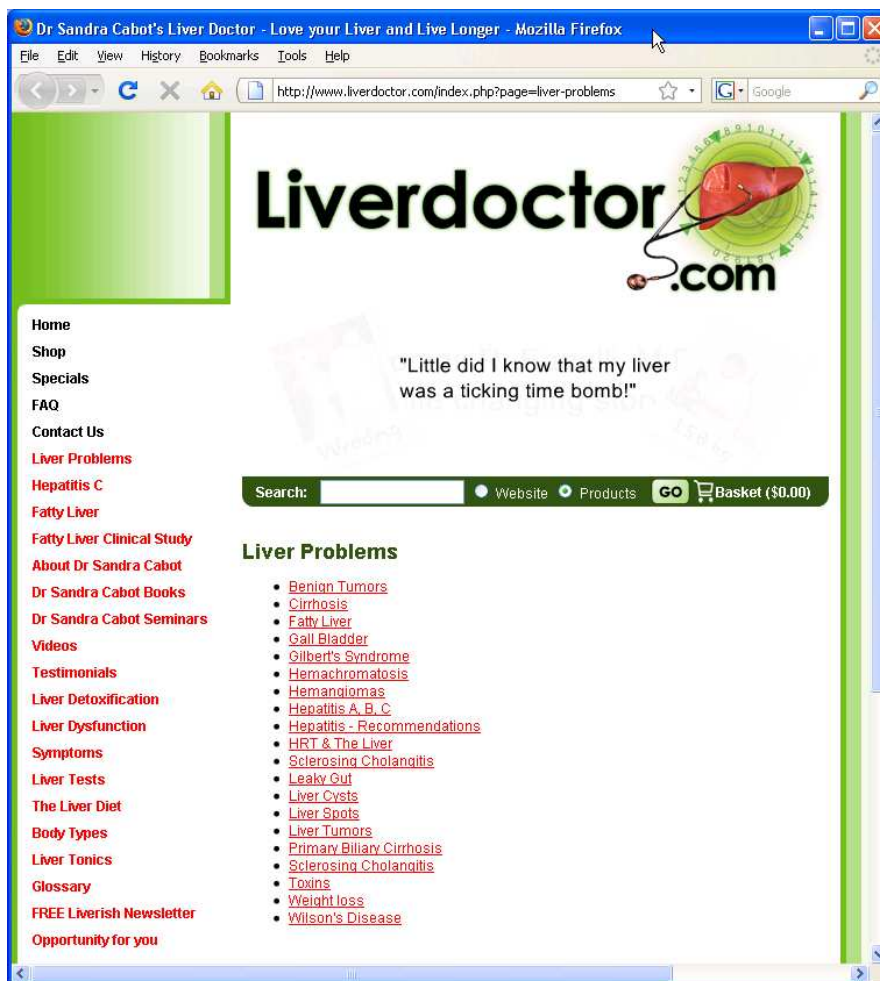 Dr Sandra Cabot's Liver Doctor - Love your Liver and Live Longer - Mozilla Firefox
File Edit View History Bookmarks Tools Help
http://www.liverdoctor.com/index.php?page=liver-problems
G Google
Liverdoctor
.com
Home
Shop
Specials
FAQ
Contact Us
Liver Problems
Hepatitis C
Fatty Liver
Fatty Liver Clinical Study
About Dr Sandra Cabot
Dr Sandra Cabot Books
Dr Sandra Cabot Seminars
Videos
Testimonials
Liver Detoxification
Liver Dysfunction
Symptoms
Liver Tests
The Liver Diet
Body Types
Liver Tonics
Glossary
FREE Liverish Newsletter
Opportunity for you
"Little did I know that my liver
was a ticking time bomb!"
Search: Website Products GO Basket ($0.00)
Liver Problems
Benign Tumors
Cirrhosis
Fatty Liver
Gall Bladder
Gilbert's Syndrome
Hemachromatosis
Hemangiomas
Hepatitis A, B, C
Hepatitis - Recommendations
HRT & The Liver
Sclerosing Cholangitis
Leaky Gut
Liver Cysts
Liver Spots
Liver Tumors
Primary Biliary Cirrhosis
Sclerosing Cholangitis
Toxins
Weight loss
Wilson's Disease